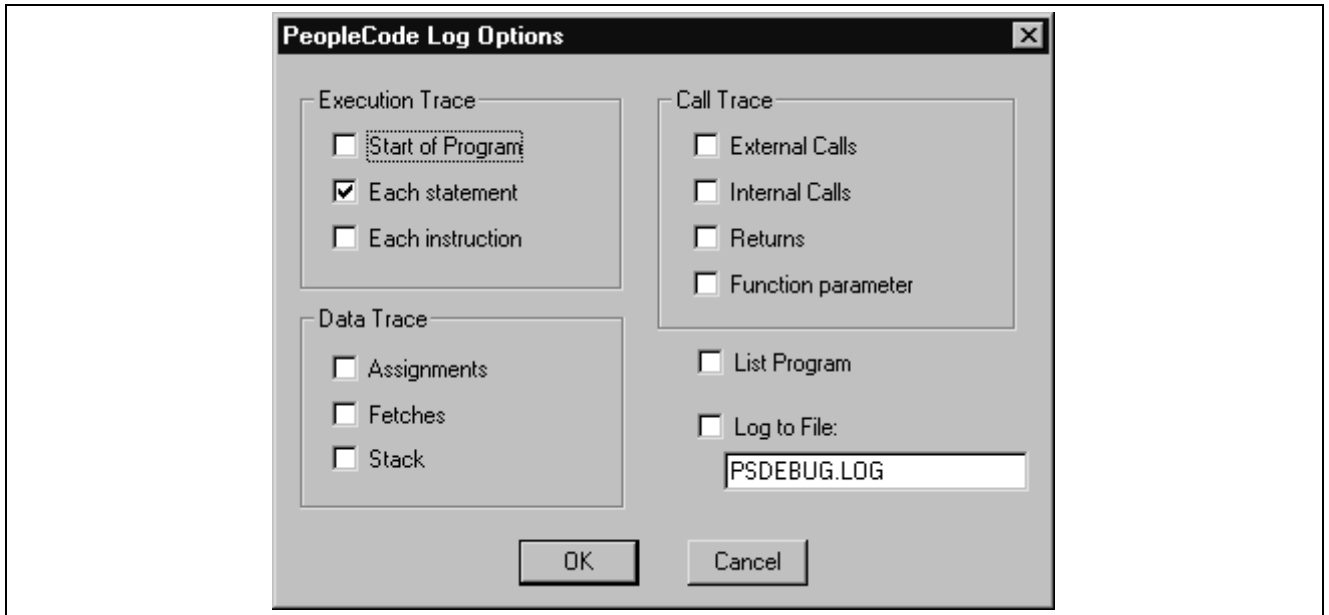 PeopleCode Log Options
Execution Trace
Start of Program
Each statement
Each instruction
Data Trace
Assignments
Fetches
Stack
Call Trace
External Calls
Internal Calls
Returns
Function parameter
List Program
Log to File:
PSDEBUG.LOG
OK
Cancel